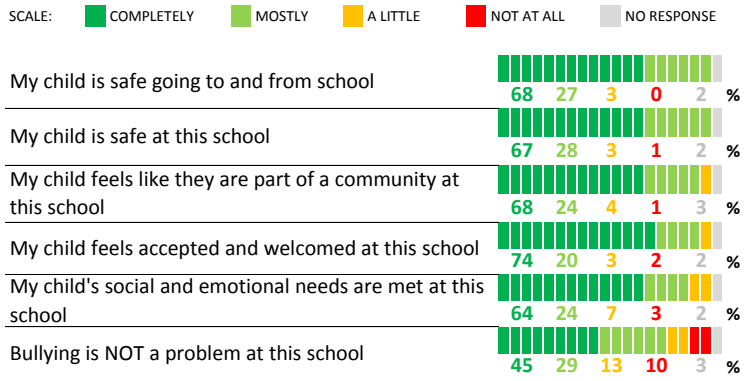 SCALE: COMPLETELY MOSTLY A LITTLE NOT AT ALL NO RESPONSE
My child is safe going to and from school
68 27 3 0 2 %
My child is safe at this school
67 28 3 1 2 %
My child feels like they are part of a community at
this school
68 24 4 1 3 %
My child feels accepted and welcomed at this school
74 20 3 2 2 %
My child's social and emotional needs are met at this
school
64 24 7 3 2 %
Bullying is NOT a problem at this school
45 29 13 10 3 %